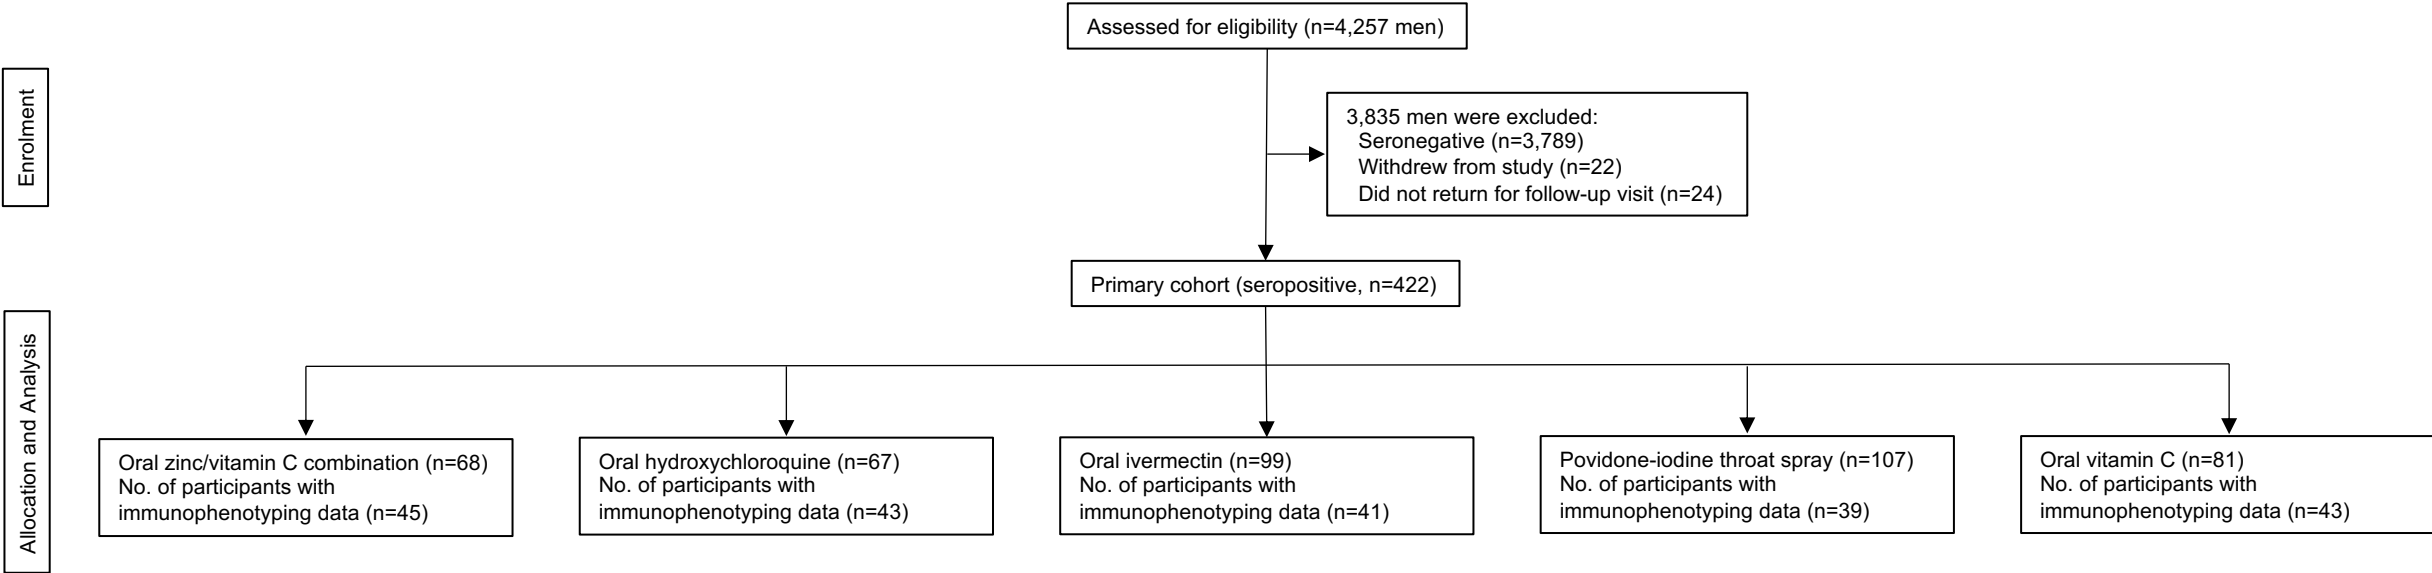 Assessed for eligibility (n=4,257 men)
Enrolment
3,835 men were excluded:
Seronegative (n=3,789)
Withdrew from study (n=22)
Did not return for follow-up visit (n=24)
Primary cohort (seropositive, n=422)
Allocation and Analysis
Oral zinc/vitamin C combination (n=68)
No. of participants with
immunophenotyping data (n=45)
Oral hydroxychloroquine (n=67)
No. of participants with
immunophenotyping data (n=43)
Oral ivermectin (n=99)
No. of participants with
immunophenotyping data (n=41)
Povidone-iodine throat spray (n=107)
No. of participants with
immunophenotyping data (n=39)
Oral vitamin C (n=81)
No. of participants with
immunophenotyping data (n=43)